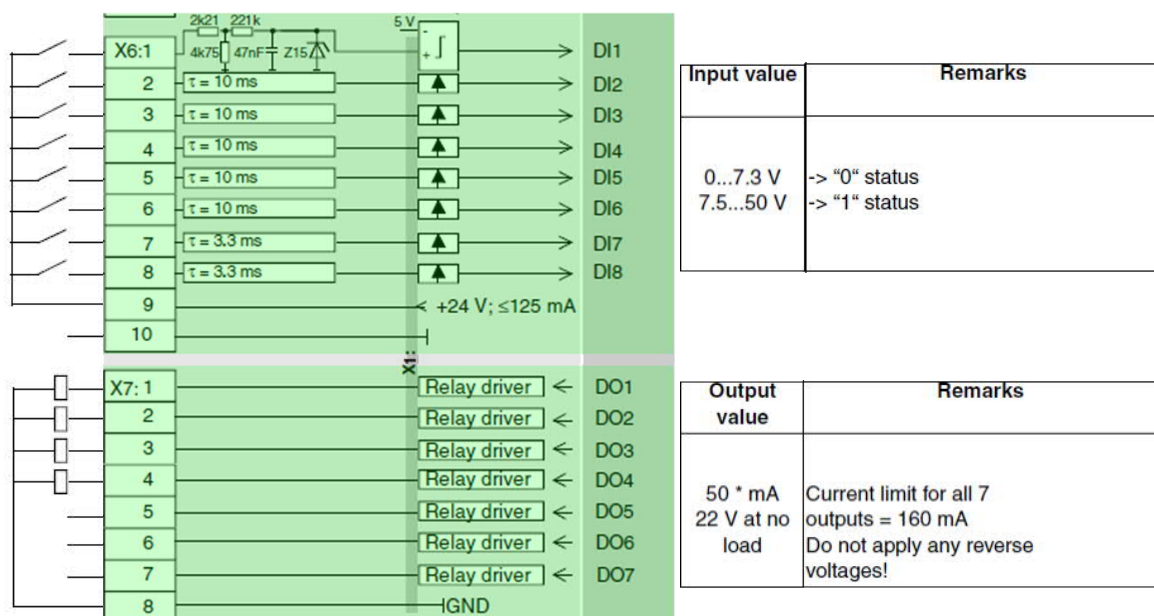 2k21 221k 5 V -
X6:1 4k75 47nF Z15 + DI1
2 τ = 10 ms DI2
3 τ = 10 ms DI3
4 τ = 10 ms DI4
5 τ = 10 ms DI5
6 τ = 10 ms DI6
7 τ = 3.3 ms DI7
8 τ = 3.3 ms DI8
9 +24 V; ≤125 mA
10
X1:
X7: 1 Relay driver DO1
2 Relay driver DO2
3 Relay driver DO3
4 Relay driver DO4
5 Relay driver DO5
6 Relay driver DO6
7 Relay driver DO7
8 GND
Input value Remarks
0...7.3 V -> “0“ status
7.5...50 V -> “1“ status
Output Remarks
value
50 * mA Current limit for all 7
22 V at no outputs = 160 mA
load Do not apply any reverse
voltages!